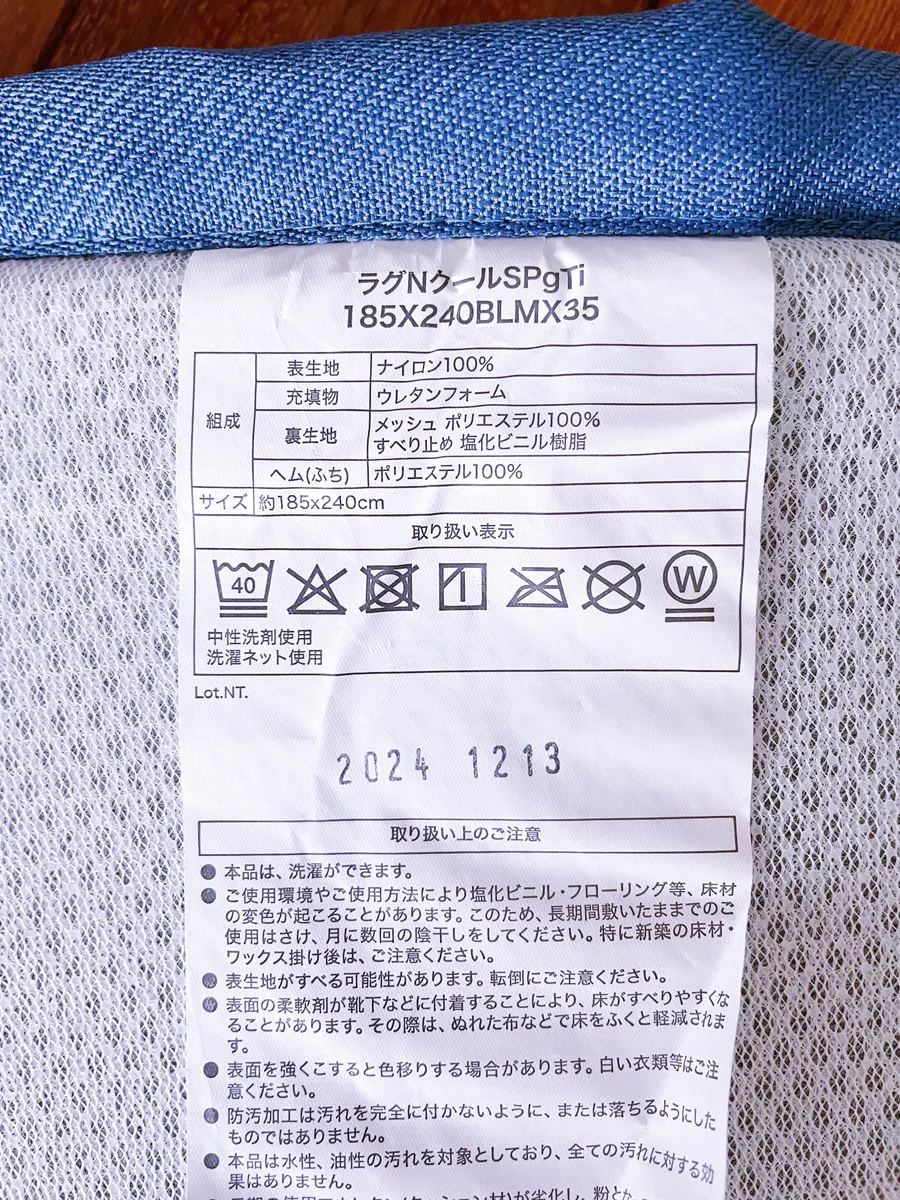 ラグNクールSPgTi
185X240BLMX35
組成
表生地 ナイロン100%
充填物 ウレタンフォーム
裏生地 メッシュ ポリエステル100%
すべり止め 塩化ビニル樹脂
ヘム(ふち) ポリエステル100%
サイズ 約185x240cm
取り扱い表示
40
W
中性洗剤使用
洗濯ネット使用
Lot.NT.
2024 1213
取り扱い上のご注意
● 本品は、洗濯ができます。
● ご使用環境やご使用方法により塩化ビニル・フローリング等、床材
の変色が起こることがあります。このため、長期間敷いたままでのご
使用はさけ、月に数回の陰干しをしてください。特に新築の床材・
ワックス掛け後は、ご注意ください。
● 表生地がすべる可能性があります。転倒にご注意ください。
● 表面の柔軟剤が靴下などに付着することにより、床がすべりやすくな
ることがあります。その際は、ぬれた布などで床をふくと軽減されま
す。
● 表面を強くこすると色移りする場合があります。白い衣類等はご注
意ください。
● 防汚加工は汚れを完全に付かないように、または落ちるようにした
ものではありません。
● 本品は水性、油性の汚れを対象としており、全ての汚れに対する効
果はありません。